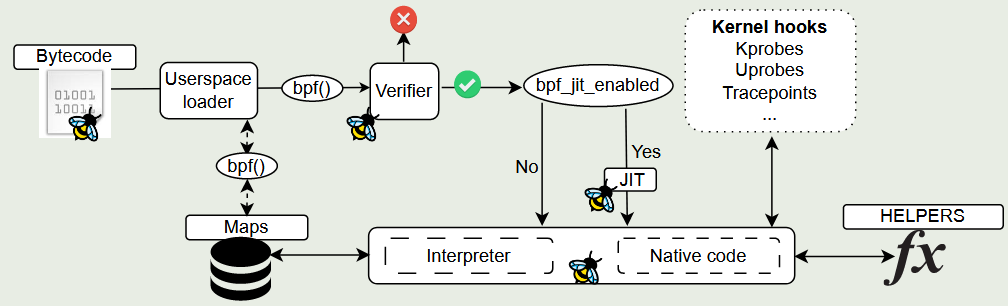 Bytecode
01001
10011
Userspace
loader
bpf()
Verifier
bpf_jit_enabled
Kernel hooks
Kprobes
Uprobes
Tracepoints
...
bpf()
No
Yes
JIT
Maps
Interpreter
Native code
HELPERS
fx